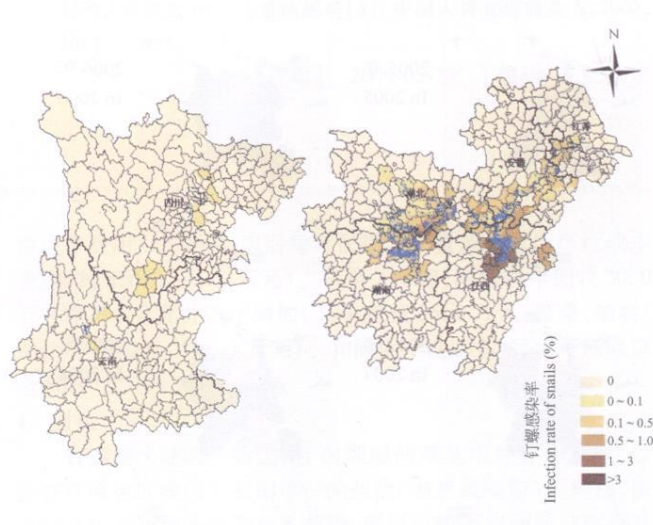 N
江苏
安徽
四川
湖北
湖南
江西
云南
钉螺感染率
Infection rate of snails (%)
0
0~0.1
0.1~0.5
0.5~1.0
1~3
>3